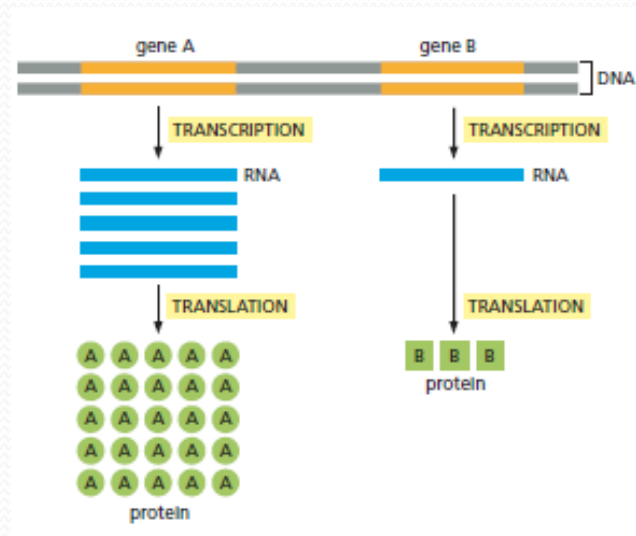 gene A gene B
DNA
TRANSCRIPTION TRANSCRIPTION
RNA RNA
TRANSLATION TRANSLATION
A A A A A B B B
protein
A A A A A
A A A A A
A A A A A
A A A A A
protein